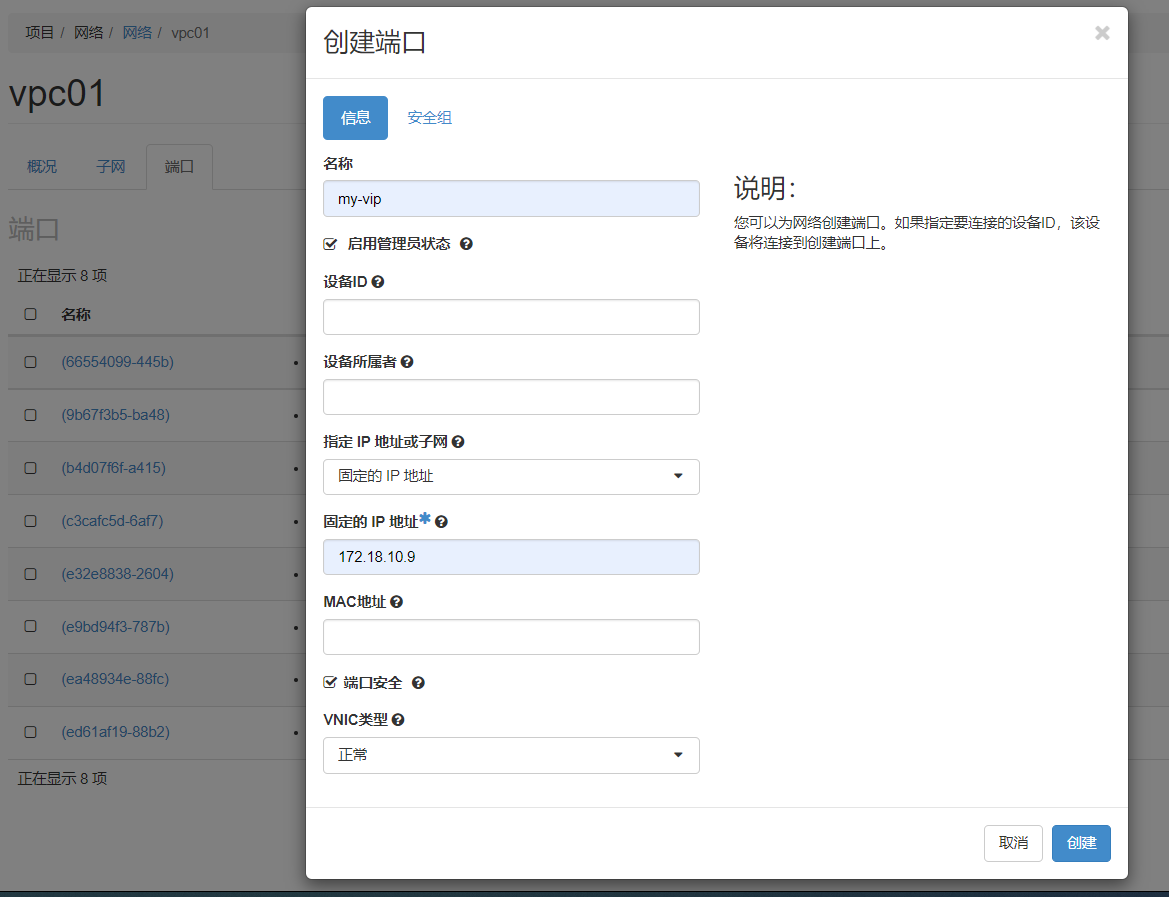 项目 / 网络 / 网络 / vpc01
vpc01
概况
子网
端口
端口
正在显示 8 项
名称
(66554099-445b)
(9b67f3b5-ba48)
(b4d07f6f-a415)
(c3cafc5d-6af7)
(e32e8838-2604)
(e9bd94f3-787b)
(ea48934e-88fc)
(ed61af19-88b2)
正在显示 8 项
创建端口
信息
安全组
名称
my-vip
启用管理员状态
设备ID
设备所属者
指定 IP 地址或子网
固定的 IP 地址
固定的 IP 地址*
172.18.10.9
MAC地址
端口安全
VNIC类型
正常
说明：
您可以为网络创建端口。如果指定要连接的设备ID，该设
备将连接到创建端口上。
取消
创建